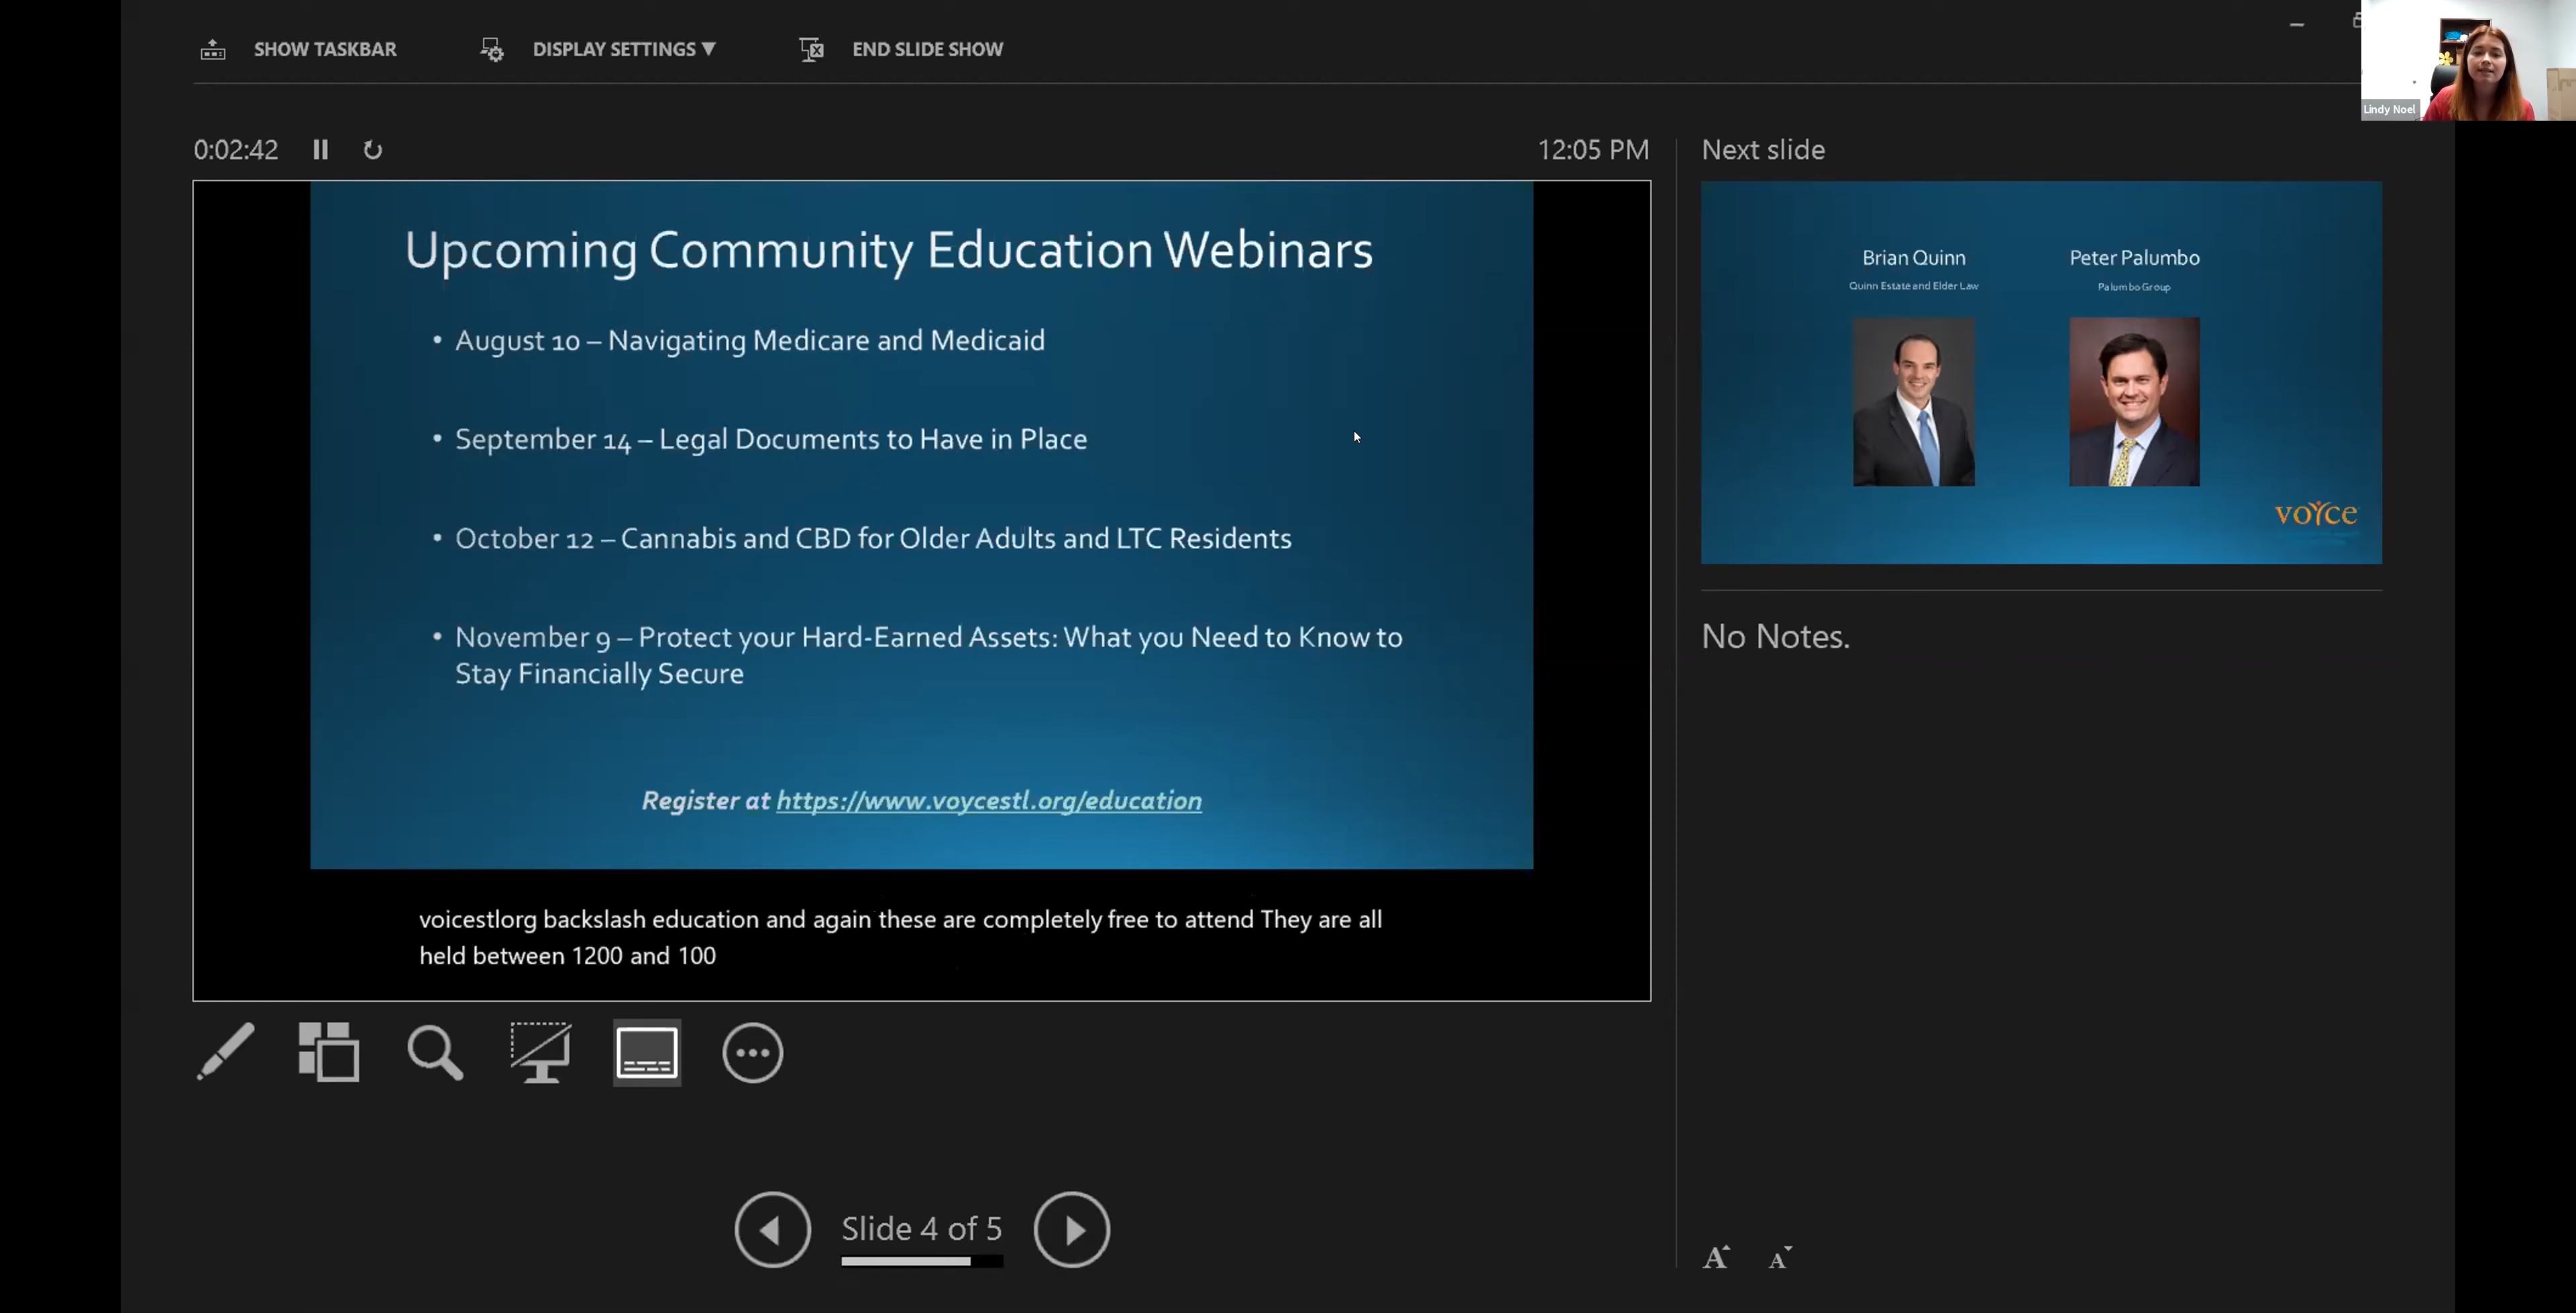 SHOW TASKBAR
DISPLAY SETTINGS ▼
END SLIDE SHOW
Lindy Noel
0:02:42
12:05 PM
Upcoming Community Education Webinars
• August 10 – Navigating Medicare and Medicaid
• September 14 – Legal Documents to Have in Place
• October 12 – Cannabis and CBD for Older Adults and LTC Residents
• November 9 – Protect your Hard-Earned Assets: What you Need to Know to
Stay Financially Secure
Register at https://www.voycestl.org/education
voicestlorg backslash education and again these are completely free to attend They are all
held between 1200 and 100
Next slide
Brian Quinn
Quinn Estate and Elder Law
Peter Palumbo
Palumbo Group
voyce
No Notes.
Slide 4 of 5
A A